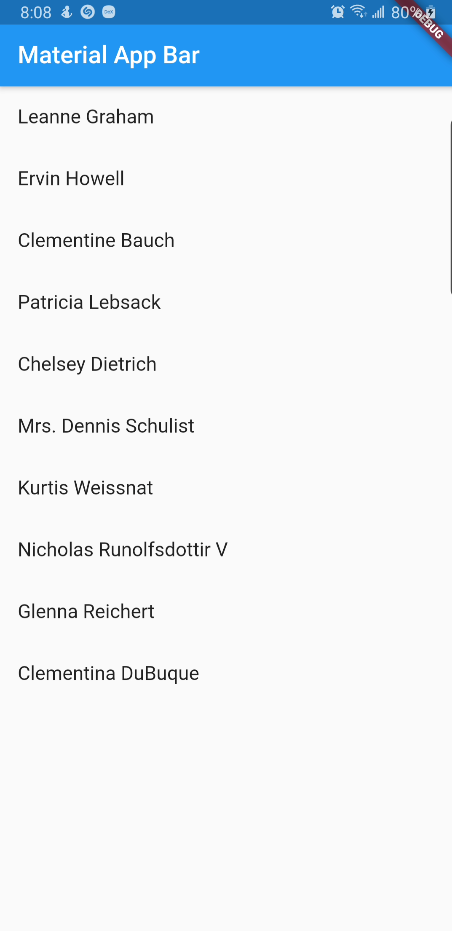 8:08
80%
DEBUG
Material App Bar
Leanne Graham
Ervin Howell
Clementine Bauch
Patricia Lebsack
Chelsey Dietrich
Mrs. Dennis Schulist
Kurtis Weissnat
Nicholas Runolfsdottir V
Glenna Reichert
Clementina DuBuque